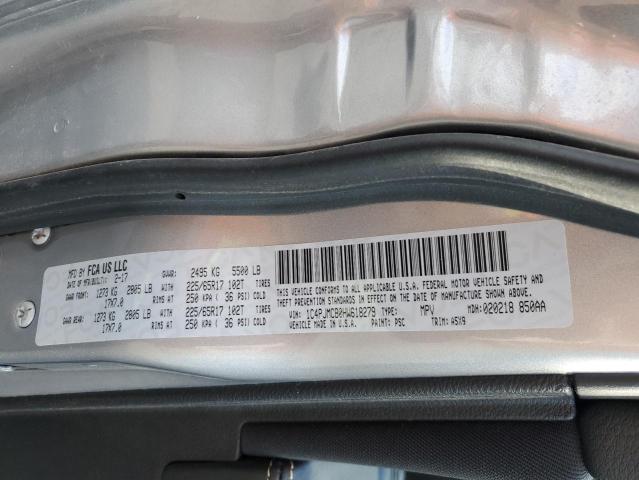 MFD BY FCA US LLC
DATE OF MFR/BUILT: 2-17 GVWR: 2495 KG 5500 LB
GAWR FRONT: 1273 KG 2805 LB WITH 225/65R17 102T TIRES
17X7.0 RIMS AT 250 KPA ( 36 PSI) COLD
GAWR REAR: 1273 KG 2805 LB WITH 225/65R17 102T TIRES
17X7.0 RIMS AT 250 KPA ( 36 PSI) COLD
THIS VEHICLE CONFORMS TO ALL APPLICABLE U.S.A. FEDERAL MOTOR VEHICLE SAFETY AND
THEFT PREVENTION STANDARDS IN EFFECT ON THE DATE OF MANUFACTURE SHOWN ABOVE.
VIN: 1C4PJMCB0HW618279 TYPE: MPV MDH: 020218 850AA
VEHICLE MADE IN U.S.A. PAINT: PSC TRIM: A5X9